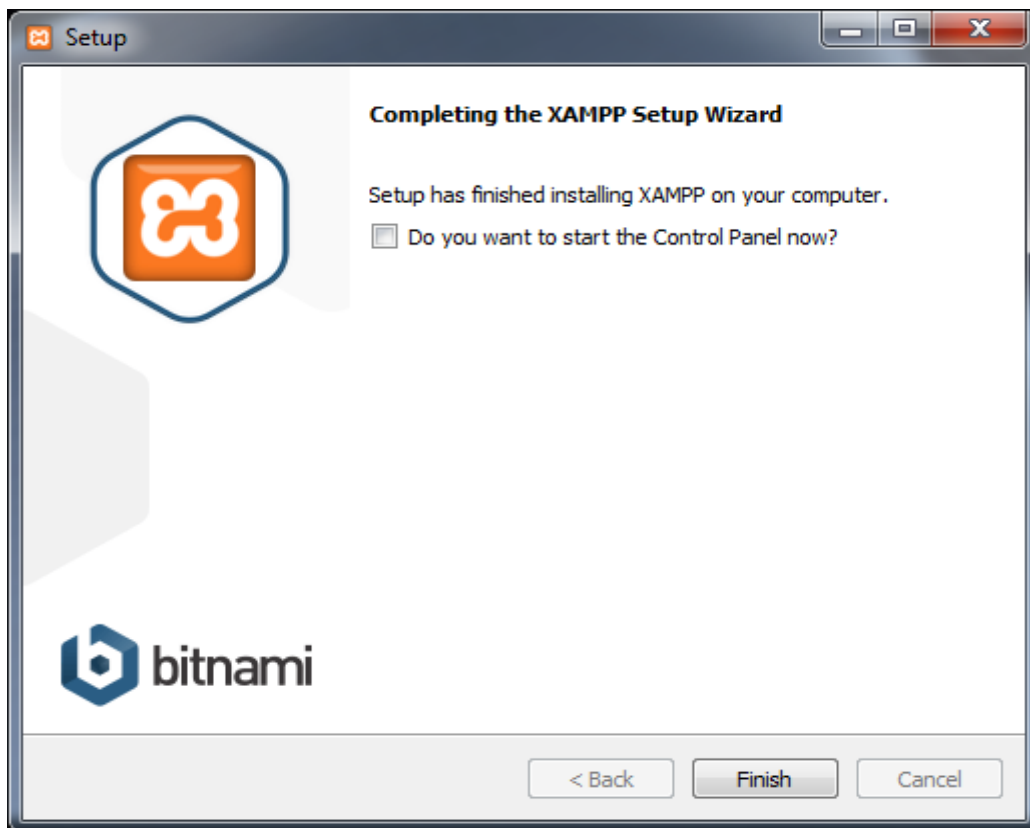 Setup
Completing the XAMPP Setup Wizard
Setup has finished installing XAMPP on your computer.
Do you want to start the Control Panel now?
bitnami
< Back
Finish
Cancel